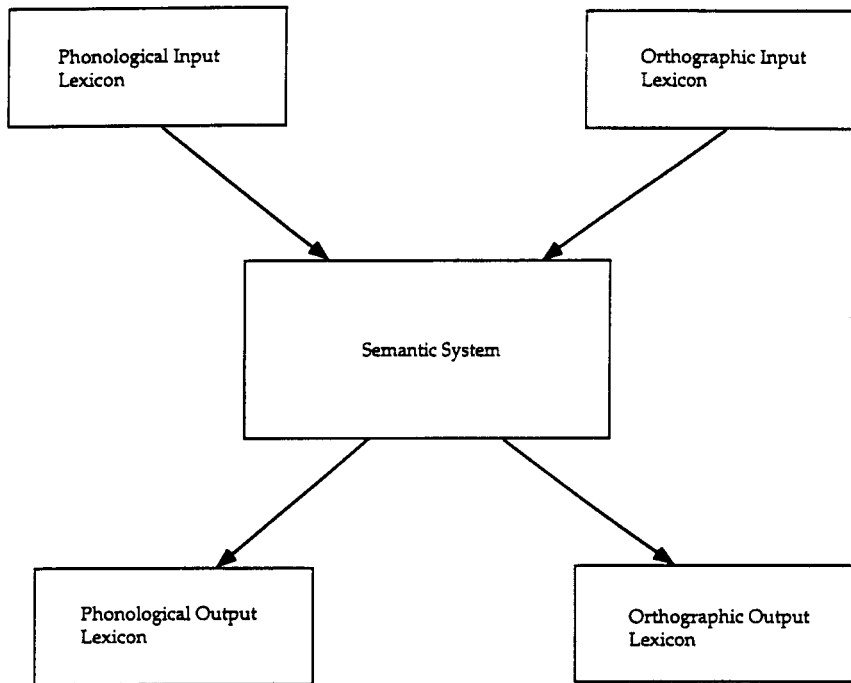 Phonological Input
Lexicon
Orthographic Input
Lexicon
Semantic System
Phonological Output
Lexicon
Orthographic Output
Lexicon